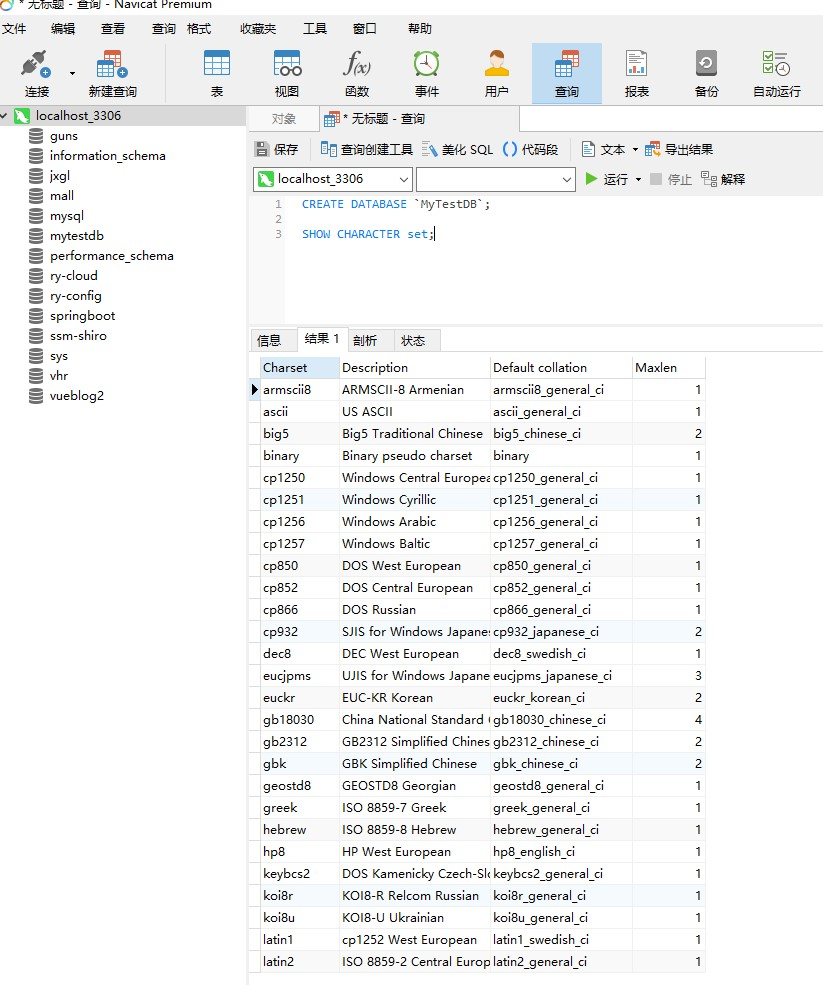 * 无标题 - 查询 - Navicat Premium
文件 编辑 查看 查询 格式 收藏夹 工具 窗口 帮助
连接 新建查询 表 视图 函数 事件 用户 查询 报表 备份 自动运行
f(x)
localhost_3306
guns
information_schema
jxgl
mall
mysql
mytestdb
performance_schema
ry-cloud
ry-config
springboot
ssm-shiro
sys
vhr
vueblog2
对象 * 无标题 - 查询
保存 查询创建工具 美化 SQL () 代码段 文本 导出结果
localhost_3306 运行 停止 解释
1 CREATE DATABASE `MyTestDB`;
2
3 SHOW CHARACTER set;
信息 结果 1 剖析 状态
Charset Description Default collation Maxlen
armscii8 ARMSCII-8 Armenian armscii8_general_ci 1
ascii US ASCII ascii_general_ci 1
big5 Big5 Traditional Chinese big5_chinese_ci 2
binary Binary pseudo charset binary 1
cp1250 Windows Central Europea cp1250_general_ci 1
cp1251 Windows Cyrillic cp1251_general_ci 1
cp1256 Windows Arabic cp1256_general_ci 1
cp1257 Windows Baltic cp1257_general_ci 1
cp850 DOS West European cp850_general_ci 1
cp852 DOS Central European cp852_general_ci 1
cp866 DOS Russian cp866_general_ci 1
cp932 SJIS for Windows Japanes cp932_japanese_ci 2
dec8 DEC West European dec8_swedish_ci 1
eucjpms UJIS for Windows Japane eucjpms_japanese_ci 3
euckr EUC-KR Korean euckr_korean_ci 2
gb18030 China National Standard gb18030_chinese_ci 4
gb2312 GB2312 Simplified Chines gb2312_chinese_ci 2
gbk GBK Simplified Chinese gbk_chinese_ci 2
geostd8 GEOSTD8 Georgian geostd8_general_ci 1
greek ISO 8859-7 Greek greek_general_ci 1
hebrew ISO 8859-8 Hebrew hebrew_general_ci 1
hp8 HP West European hp8_english_ci 1
keybcs2 DOS Kamenicky Czech-Slo keybcs2_general_ci 1
koi8r KOI8-R Relcom Russian koi8r_general_ci 1
koi8u KOI8-U Ukrainian koi8u_general_ci 1
latin1 cp1252 West European latin1_swedish_ci 1
latin2 ISO 8859-2 Central Europ latin2_general_ci 1